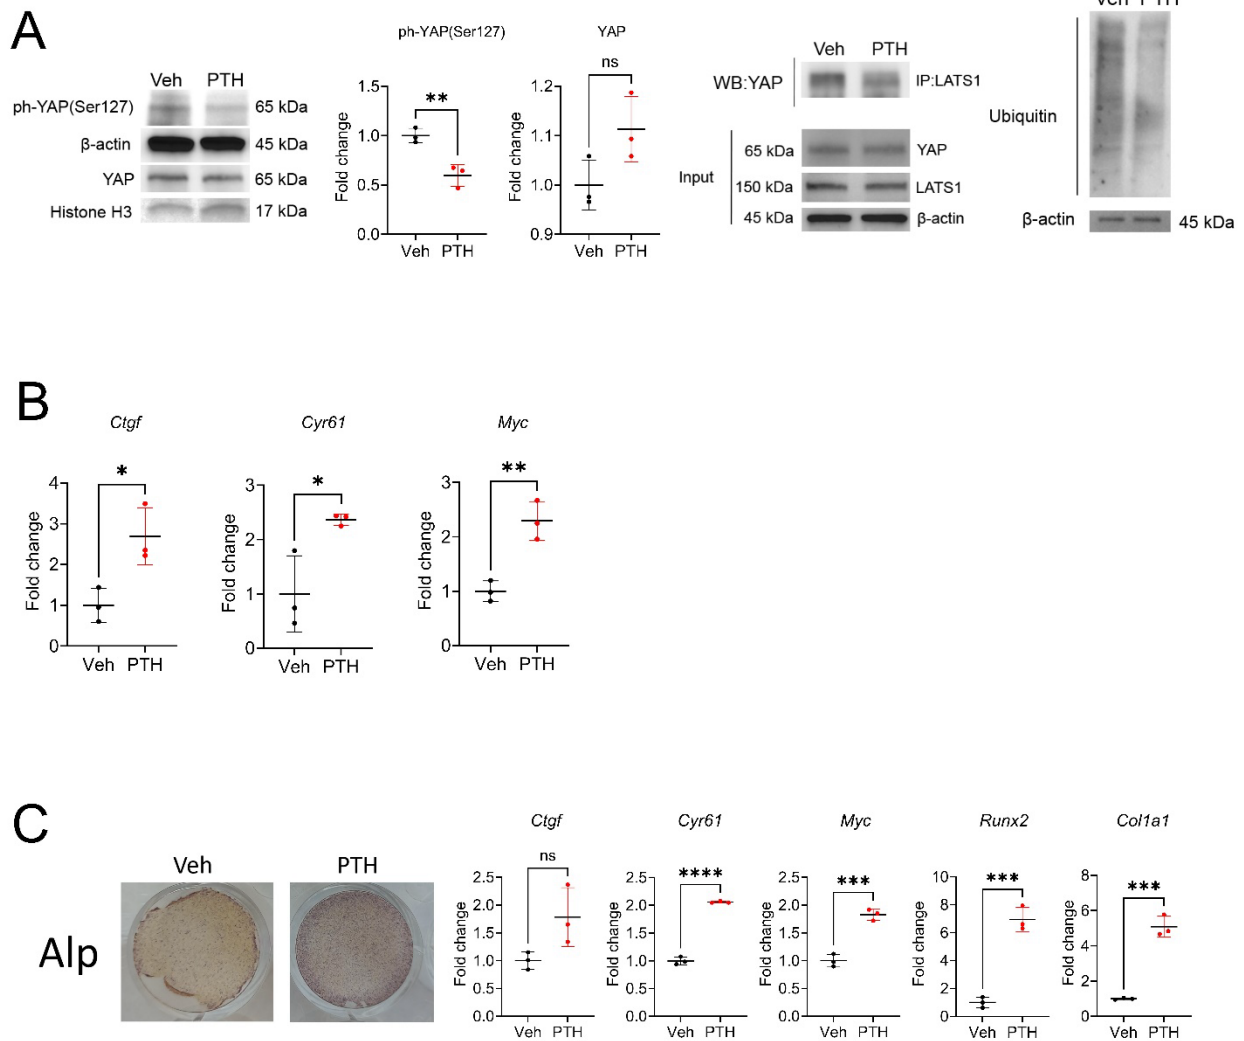 A
Veh PTH
ph-YAP(Ser127) 65 kDa
β-actin 45 kDa
YAP 65 kDa
Histone H3 17 kDa
ph-YAP(Ser127)
Fold change
1.5
1.0
0.5
0.0
**
Veh PTH
YAP
Fold change
1.2
1.1
1.0
0.9
ns
Veh PTH
Veh PTH
WB:YAP IP:LATS1
Input
65 kDa YAP
150 kDa LATS1
45 kDa β-actin
Veh PTH
Ubiquitin
β-actin 45 kDa
B
Ctgf
Fold change
4
3
2
1
0
*
Veh PTH
Cyr61
Fold change
3
2
1
0
*
Veh PTH
Myc
Fold change
3
2
1
0
**
Veh PTH
C
Veh PTH
Alp
Ctgf
Fold change
2.5
2.0
1.5
1.0
0.5
0.0
ns
Veh PTH
Cyr61
Fold change
2.5
2.0
1.5
1.0
0.5
0.0
****
Veh PTH
Myc
Fold change
2.5
2.0
1.5
1.0
0.5
0.0
***
Veh PTH
Runx2
Fold change
10
8
6
4
2
0
***
Veh PTH
Col1a1
Fold change
8
6
4
2
0
***
Veh PTH